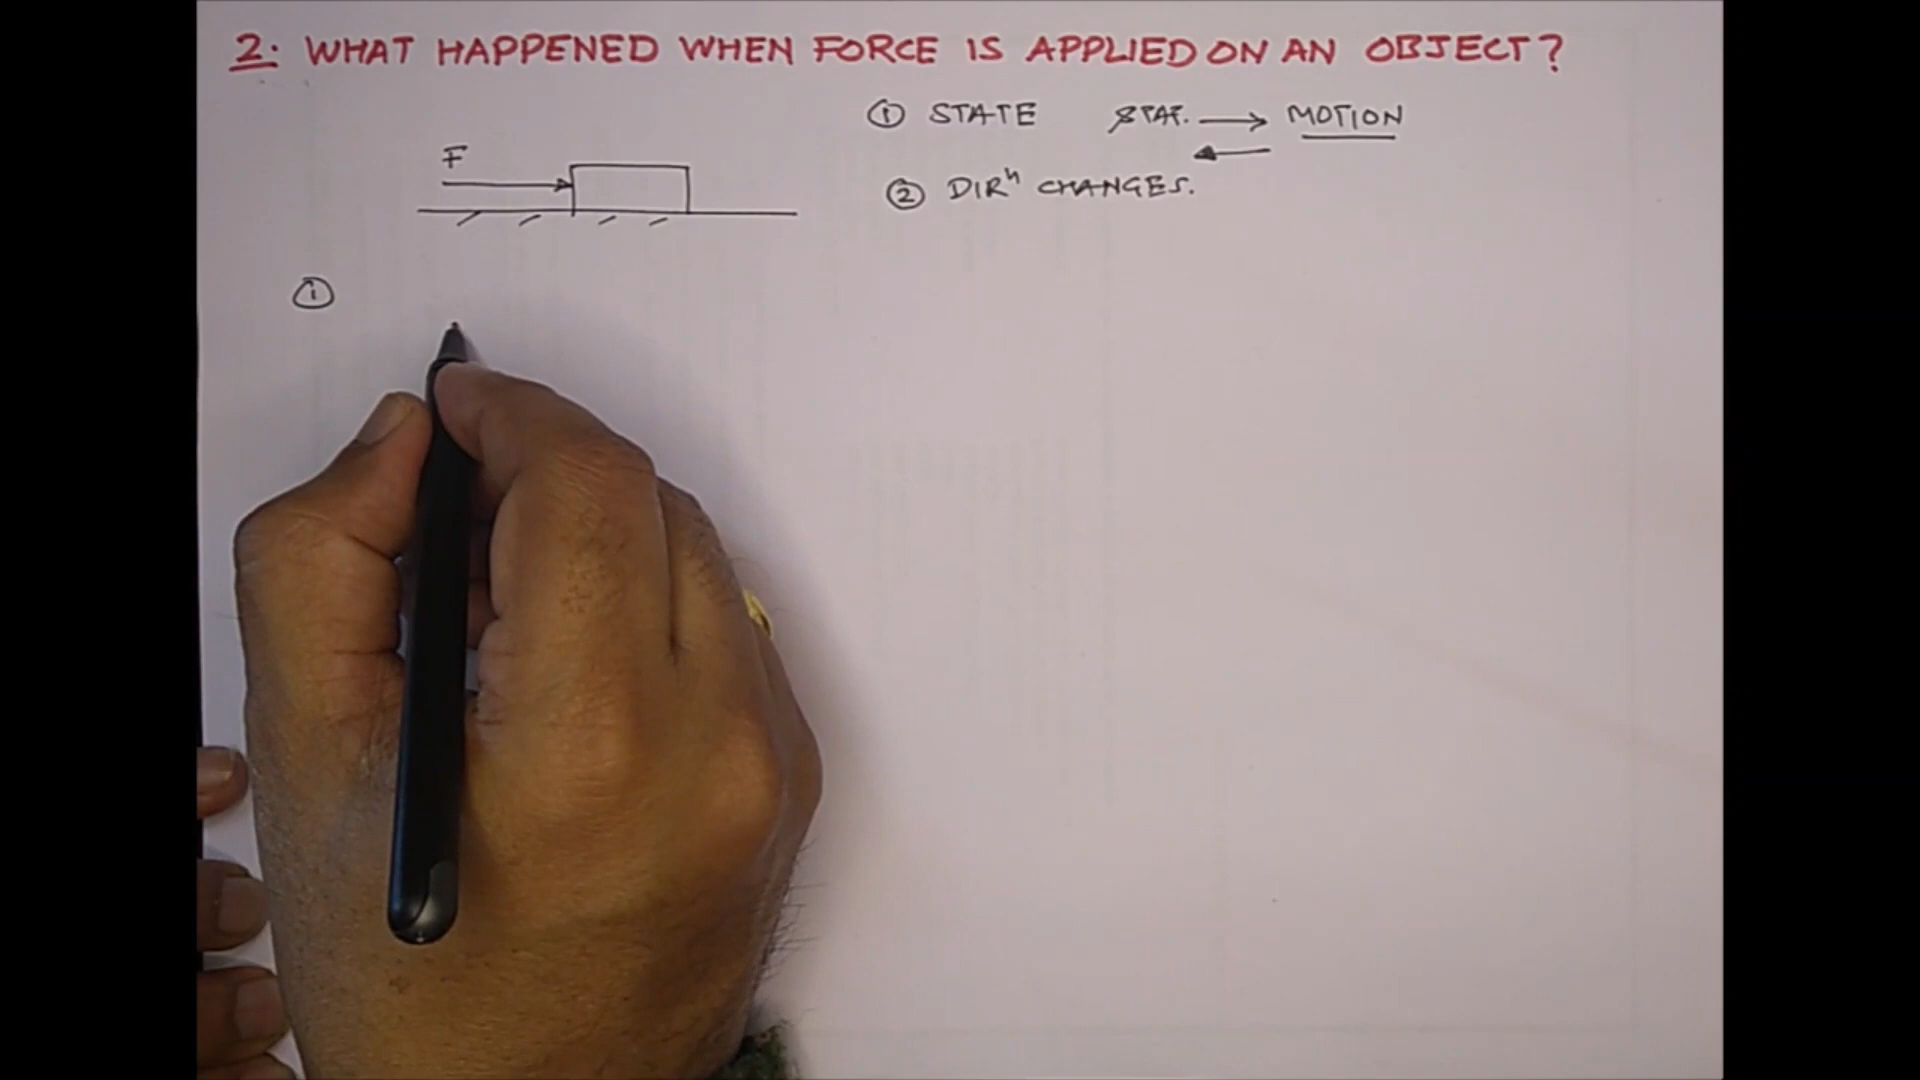 2. WHAT HAPPENED WHEN FORCE IS APPLIED ON AN OBJECT?
① STATE STAT. → MOTION
←
F
② DIRⁿ CHANGES.
①